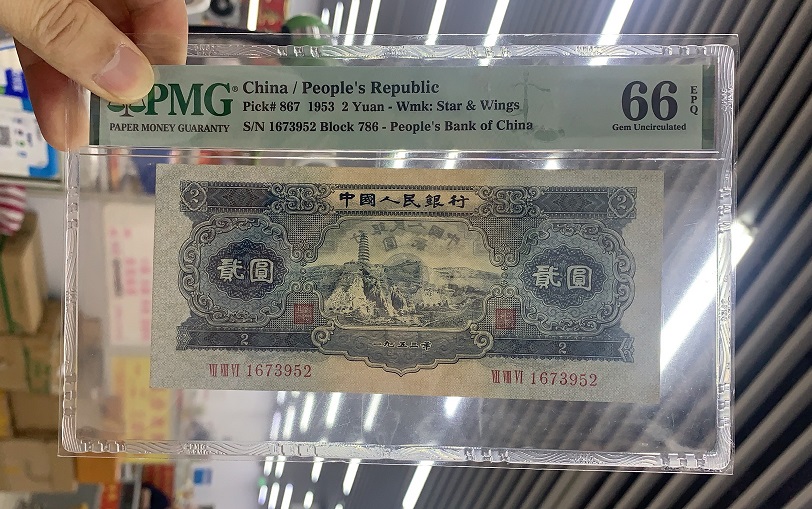 PMG®
PAPER MONEY GUARANTY
China / People's Republic
Pick# 867 1953 2 Yuan - Wmk: Star & Wings
S/N 1673952 Block 786 - People's Bank of China
66 EPQ
Gem Uncirculated
2 中國人民銀行 2
貳圓 貳圓
2 一九五三年 2
VII VIII VI 1673952 VII VIII VI 1673952